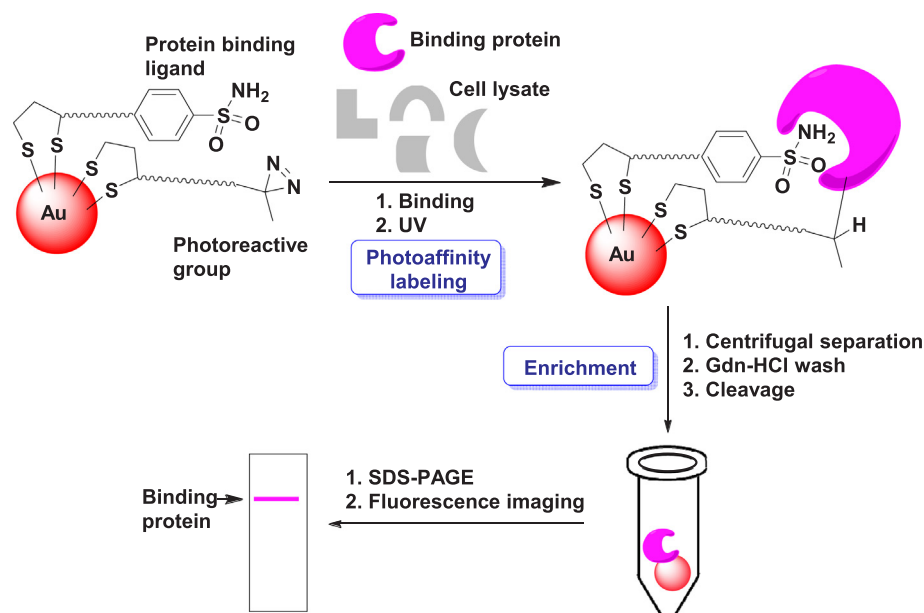 Protein binding
ligand
NH2
S
O
O
S
S
S
S
N
N
Au
Photoreactive
group
Binding protein
Cell lysate
1. Binding
2. UV
Photoaffinity
labeling
NH2
S
O
O
S
S
S
S
H
Au
Enrichment
1. Centrifugal separation
2. Gdn-HCl wash
3. Cleavage
1. SDS-PAGE
2. Fluorescence imaging
Binding
protein